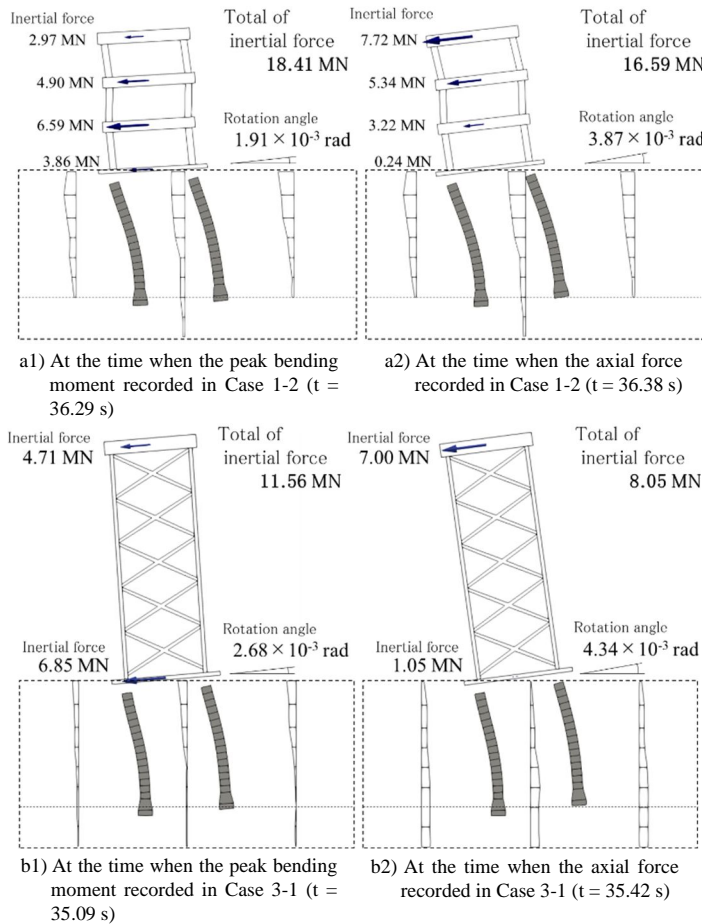 Inertial force
2.97 MN
4.90 MN
6.59 MN
3.86 MN
Total of
inertial force
18.41 MN
Rotation angle
1.91 × 10-3 rad
Inertial force
7.72 MN
5.34 MN
3.22 MN
0.24 MN
Total of
inertial force
16.59 MN
Rotation angle
3.87 × 10-3 rad
a1) At the time when the peak bending
moment recorded in Case 1-2 (t =
36.29 s)
a2) At the time when the axial force
recorded in Case 1-2 (t = 36.38 s)
Inertial force
4.71 MN
Total of
inertial force
11.56 MN
Inertial force
6.85 MN
Rotation angle
2.68 × 10-3 rad
Inertial force
7.00 MN
Total of
inertial force
8.05 MN
Inertial force
1.05 MN
Rotation angle
4.34 × 10-3 rad
b1) At the time when the peak bending
moment recorded in Case 3-1 (t =
35.09 s)
b2) At the time when the axial force
recorded in Case 3-1 (t = 35.42 s)